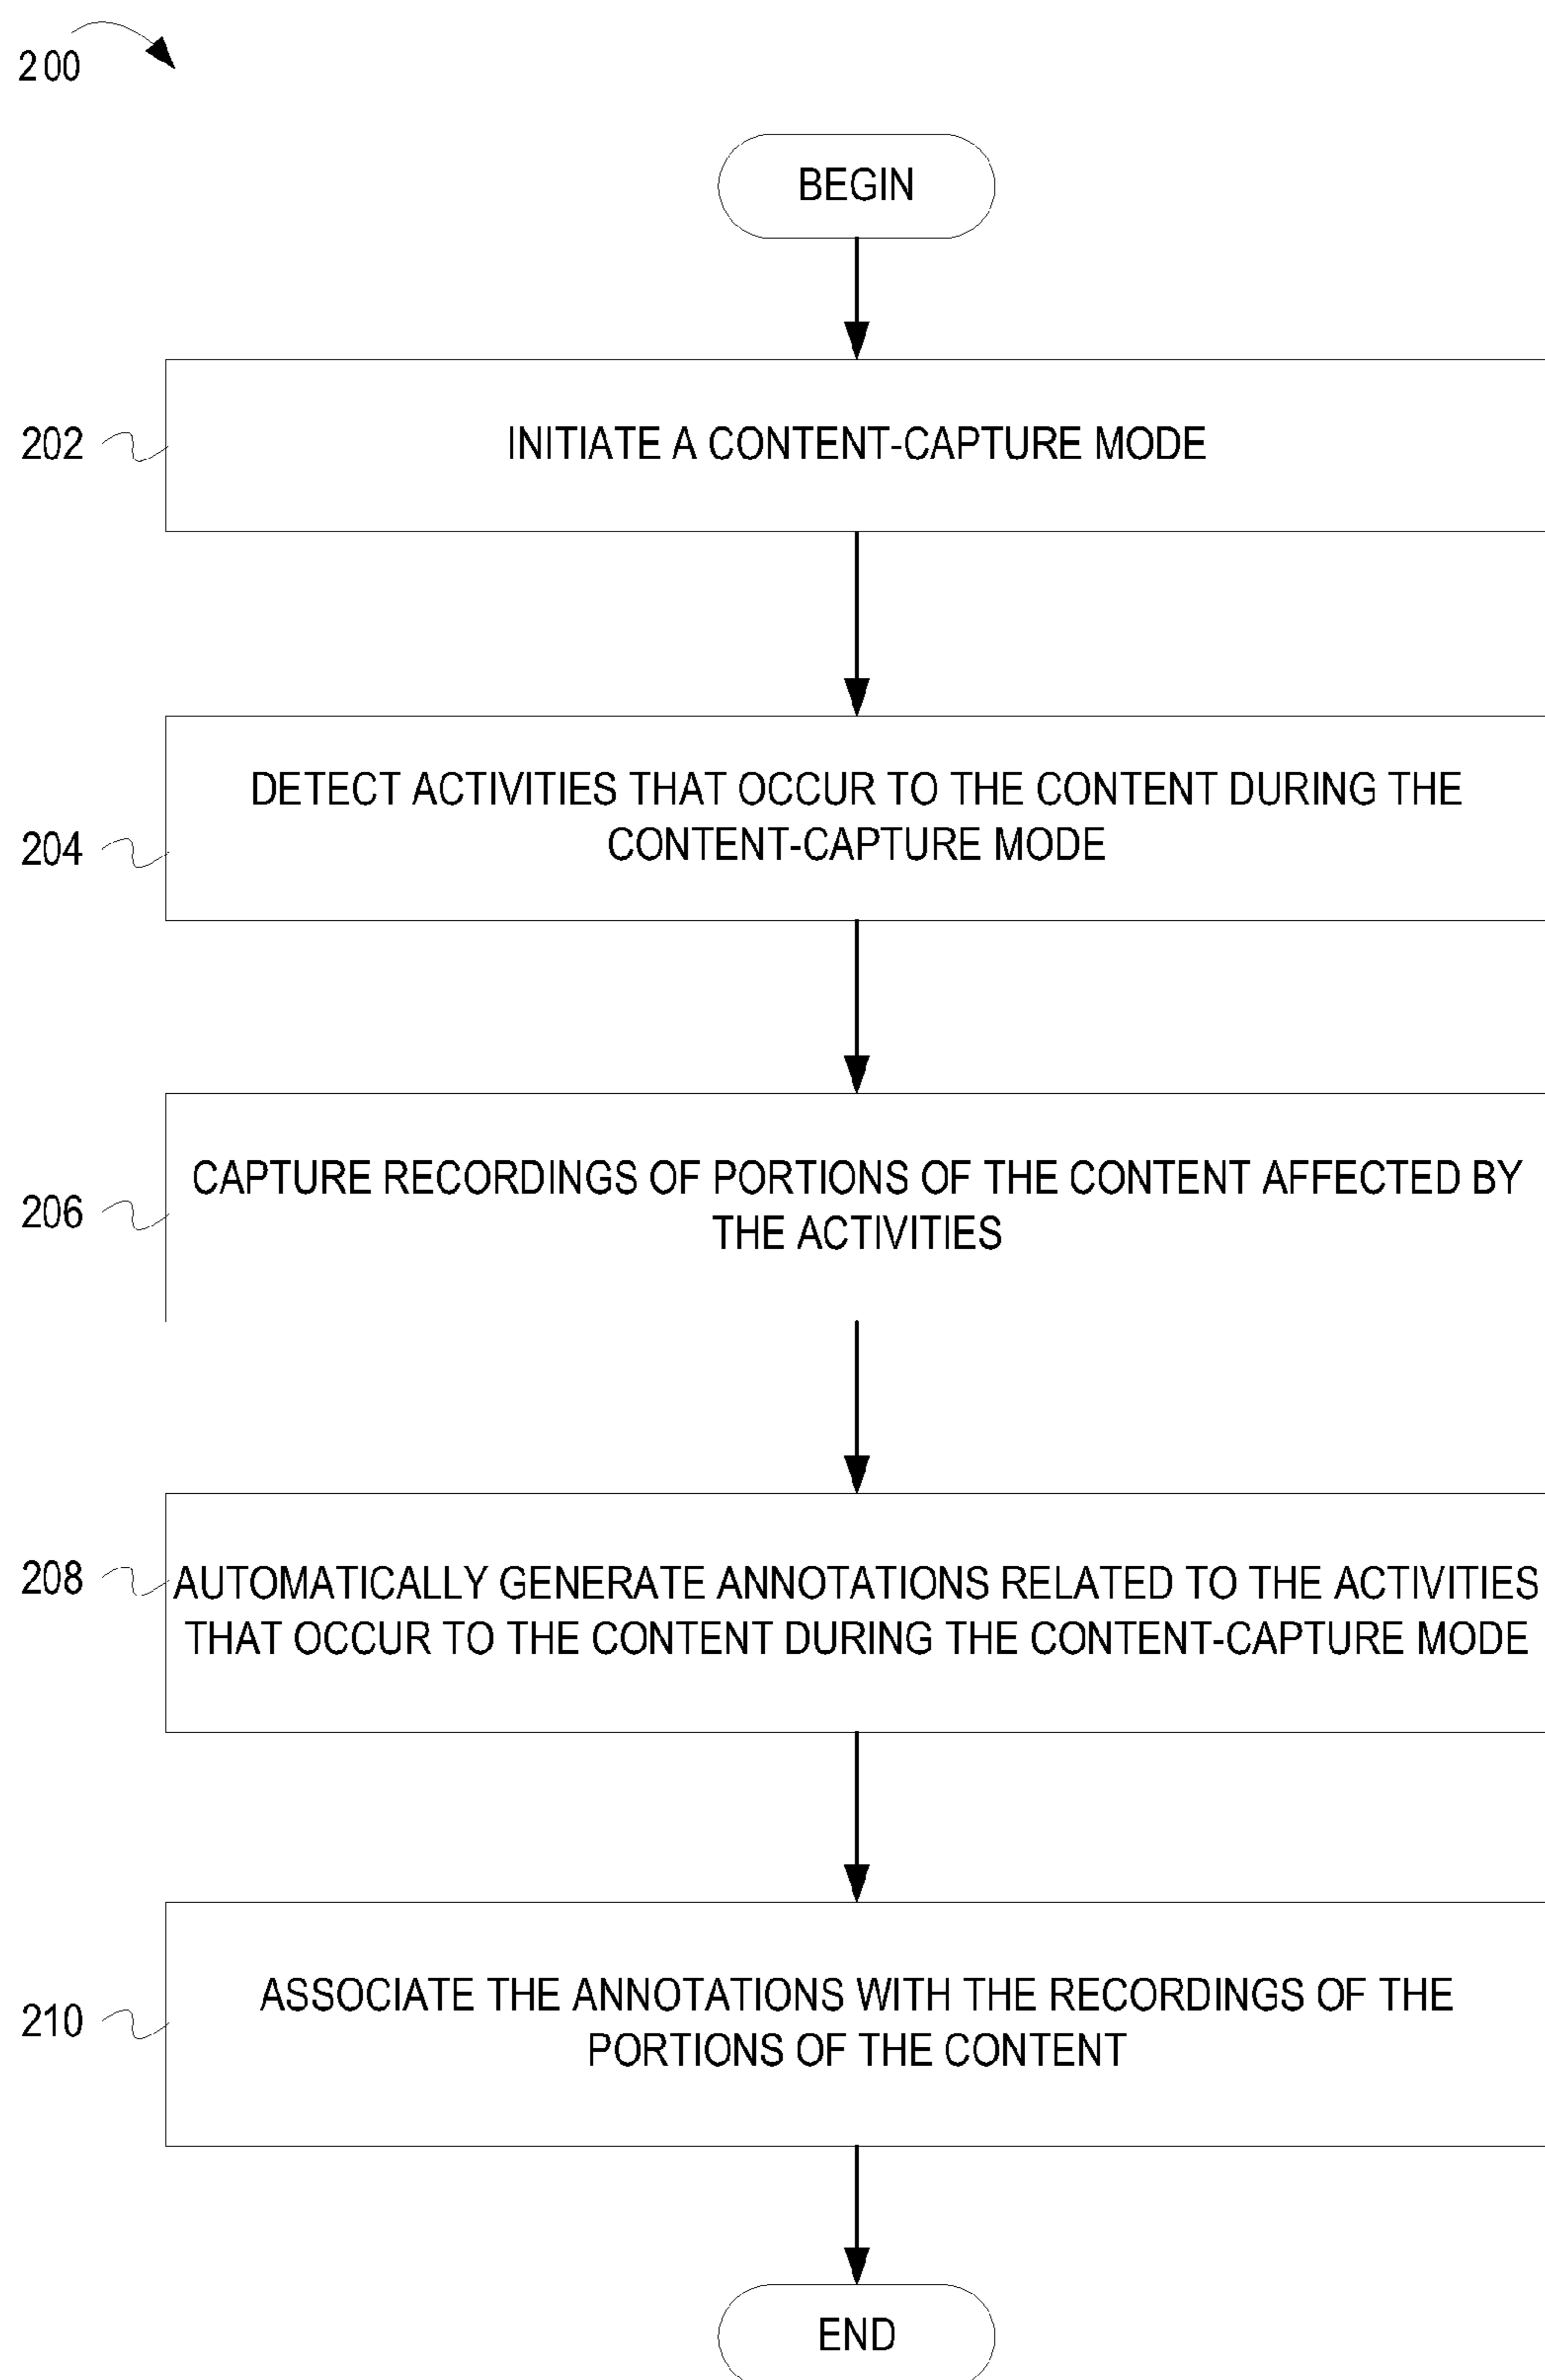 200
BEGIN
202
INITIATE A CONTENT-CAPTURE MODE
204
DETECT ACTIVITIES THAT OCCUR TO THE CONTENT DURING THE
CONTENT-CAPTURE MODE
206
CAPTURE RECORDINGS OF PORTIONS OF THE CONTENT AFFECTED BY
THE ACTIVITIES
208
AUTOMATICALLY GENERATE ANNOTATIONS RELATED TO THE ACTIVITIES
THAT OCCUR TO THE CONTENT DURING THE CONTENT-CAPTURE MODE
210
ASSOCIATE THE ANNOTATIONS WITH THE RECORDINGS OF THE
PORTIONS OF THE CONTENT
END